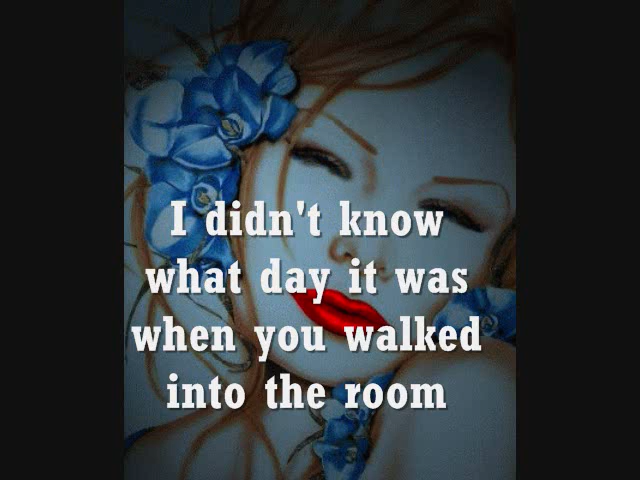 I didn't know
what day it was
when you walked
into the room